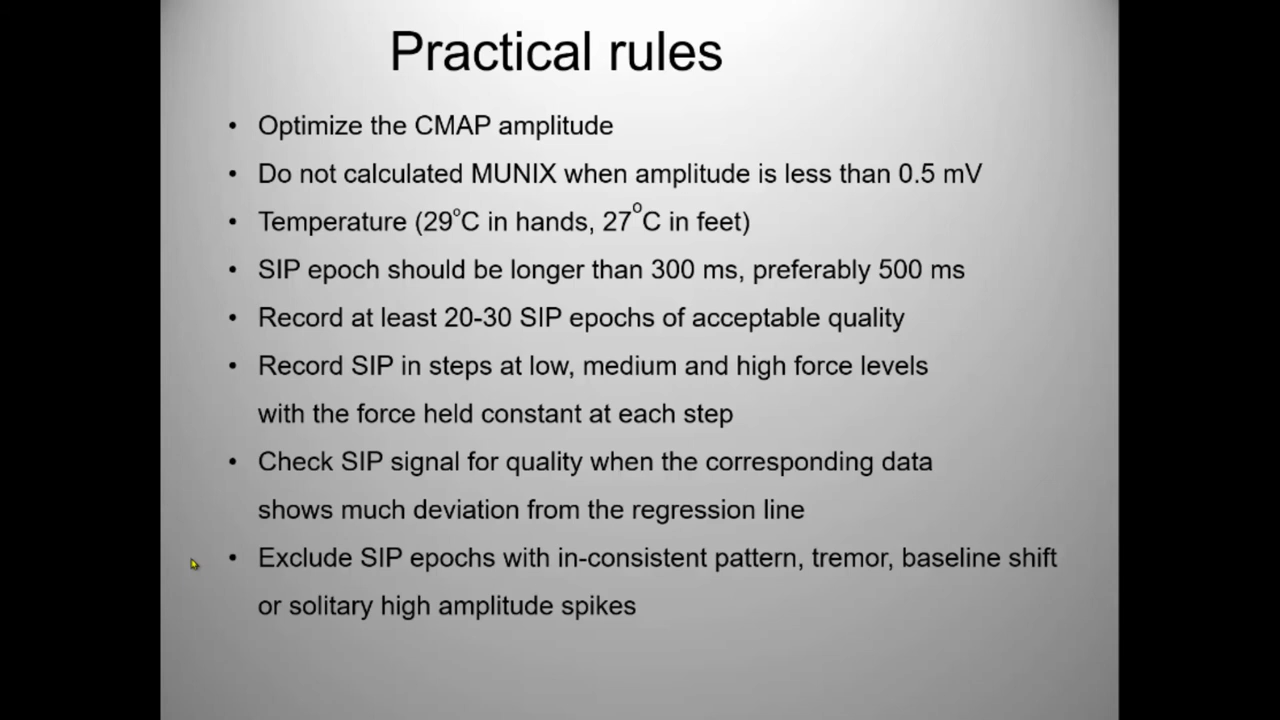 Practical rules
• Optimize the CMAP amplitude
• Do not calculated MUNIX when amplitude is less than 0.5 mV
• Temperature (29°C in hands, 27°C in feet)
• SIP epoch should be longer than 300 ms, preferably 500 ms
• Record at least 20-30 SIP epochs of acceptable quality
• Record SIP in steps at low, medium and high force levels
with the force held constant at each step
• Check SIP signal for quality when the corresponding data
shows much deviation from the regression line
• Exclude SIP epochs with in-consistent pattern, tremor, baseline shift
or solitary high amplitude spikes